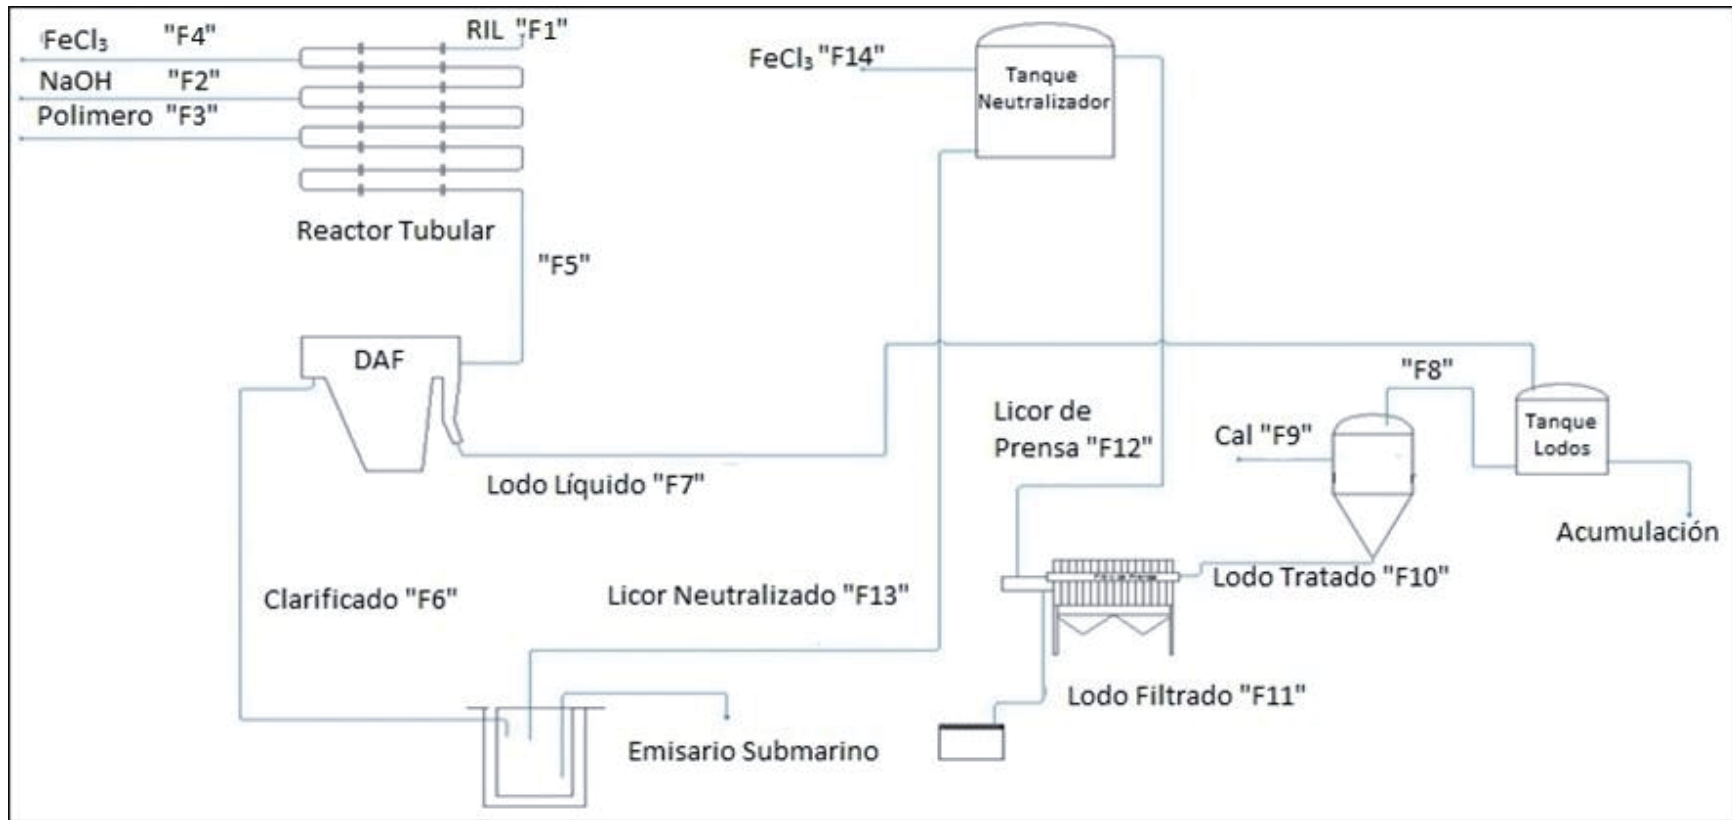 FeCl₃ "F4"
RIL "F1"
NaOH "F2"
Polimero "F3"
Reactor Tubular
"F5"
FeCl₃ "F14"
Tanque
Neutralizador
DAF
"F8"
Licor de
Prensa "F12"
Cal "F9"
Tanque
Lodos
Lodo Líquido "F7"
Acumulación
Clarificado "F6"
Licor Neutralizado "F13"
Lodo Tratado "F10"
Lodo Filtrado "F11"
Emisario Submarino